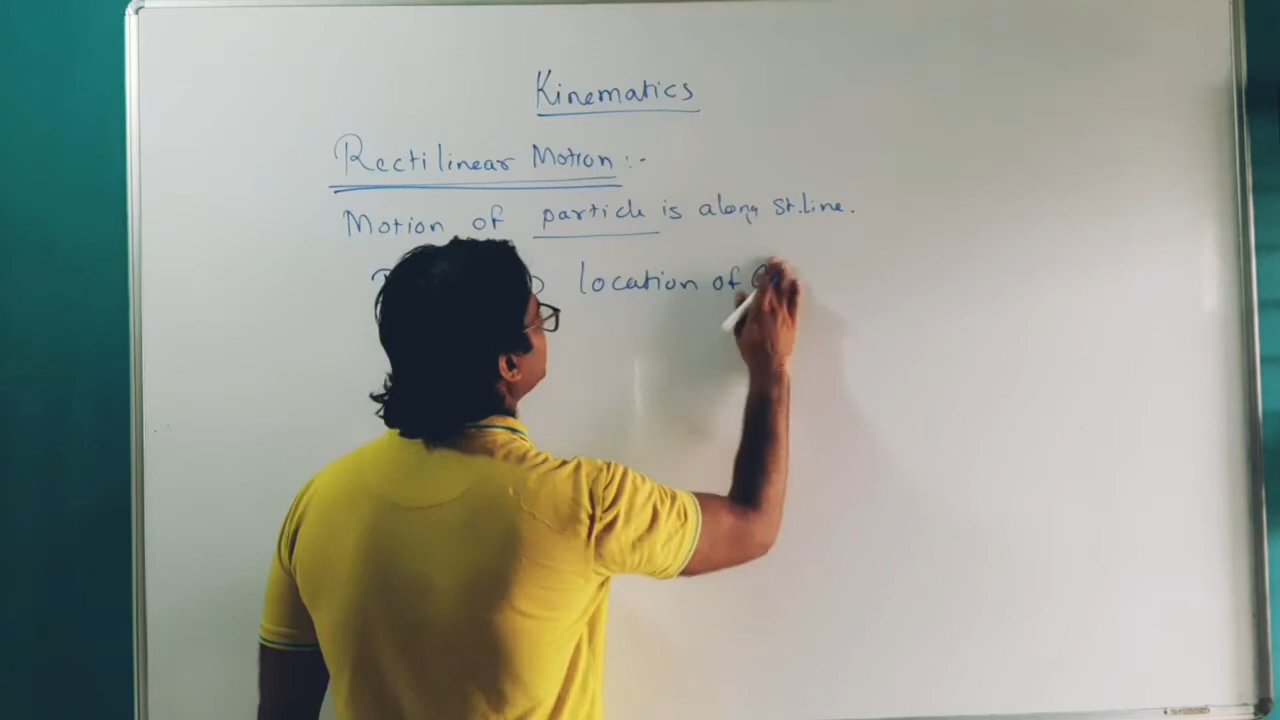 Kinematics
Rectilinear Motion :-
Motion of particle is along st. line.
location of